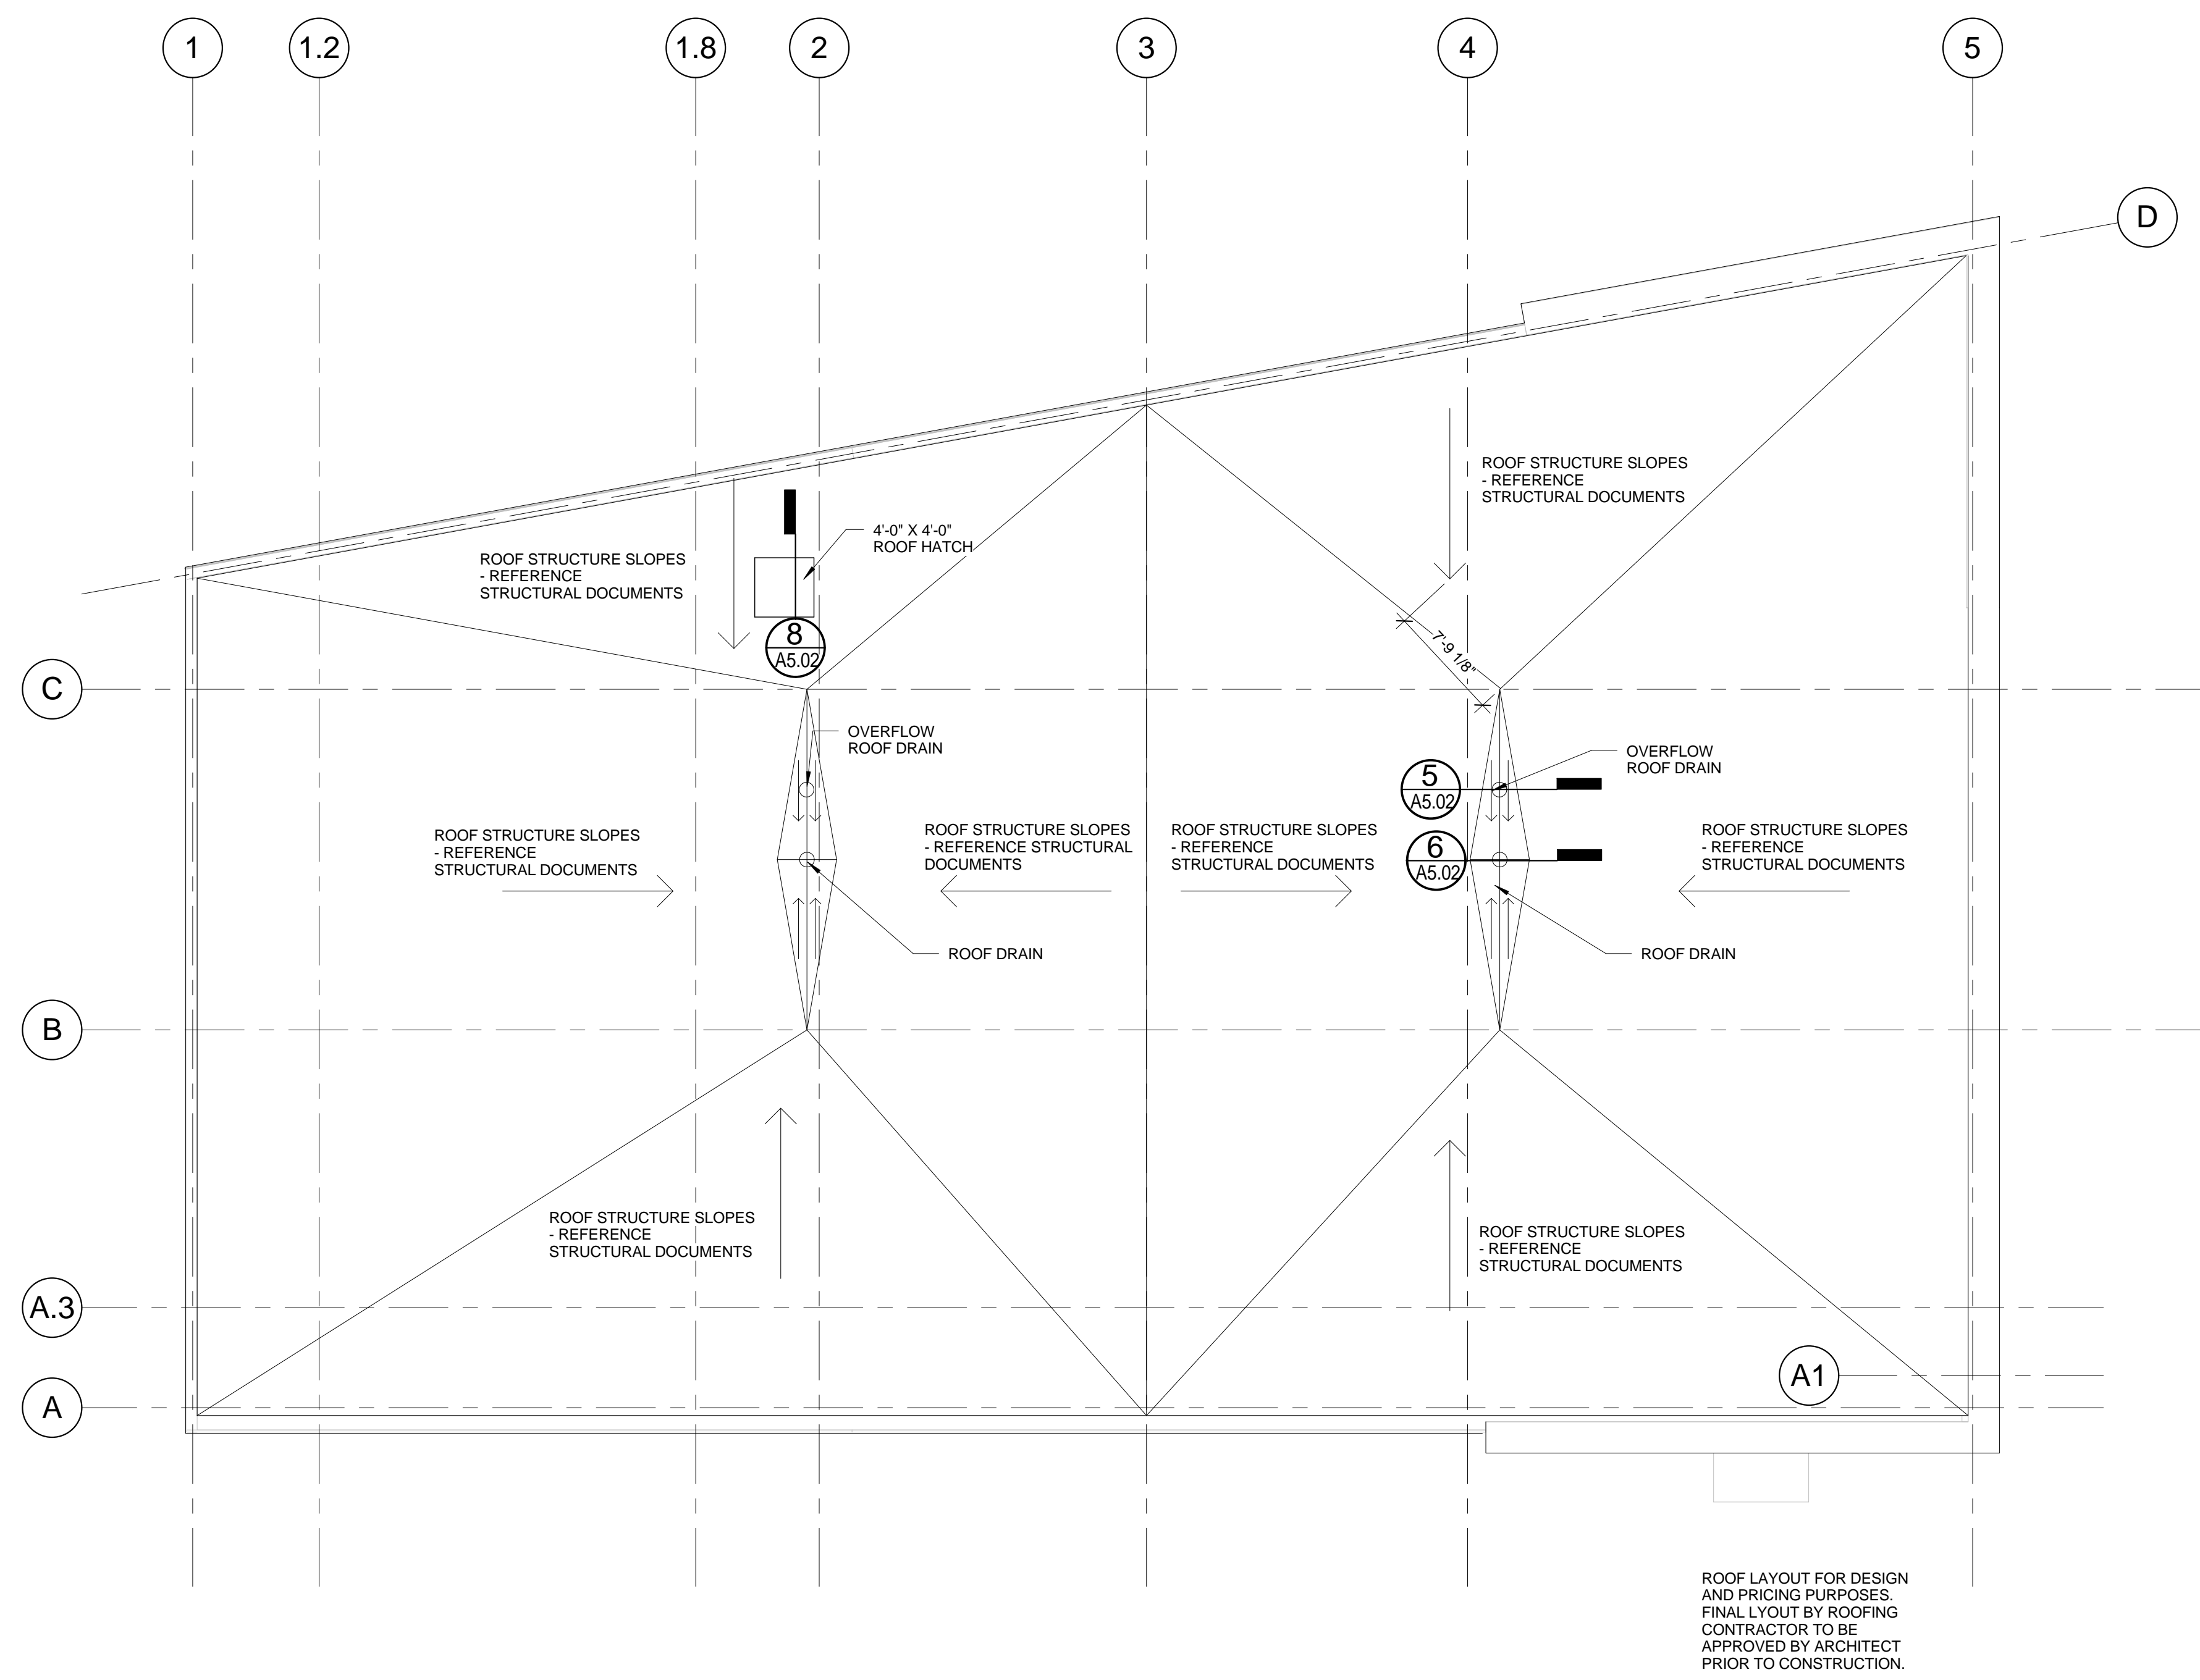 1
1.2
1.8
2
3
4
5
D
ROOF STRUCTURE SLOPES
- REFERENCE
STRUCTURAL DOCUMENTS
4'-0" X 4'-0"
ROOF HATCH
ROOF STRUCTURE SLOPES
- REFERENCE
STRUCTURAL DOCUMENTS
8
A5.02
7'-9 1/8"
C
OVERFLOW
ROOF DRAIN
OVERFLOW
ROOF DRAIN
5
A5.02
ROOF STRUCTURE SLOPES
- REFERENCE
STRUCTURAL DOCUMENTS
ROOF STRUCTURE SLOPES
- REFERENCE STRUCTURAL
DOCUMENTS
ROOF STRUCTURE SLOPES
- REFERENCE
STRUCTURAL DOCUMENTS
6
A5.02
ROOF STRUCTURE SLOPES
- REFERENCE
STRUCTURAL DOCUMENTS
ROOF DRAIN
ROOF DRAIN
B
ROOF STRUCTURE SLOPES
- REFERENCE
STRUCTURAL DOCUMENTS
ROOF STRUCTURE SLOPES
- REFERENCE
STRUCTURAL DOCUMENTS
A.3
A1
A
ROOF LAYOUT FOR DESIGN
AND PRICING PURPOSES.
FINAL LYOUT BY ROOFING
CONTRACTOR TO BE
APPROVED BY ARCHITECT
PRIOR TO CONSTRUCTION.